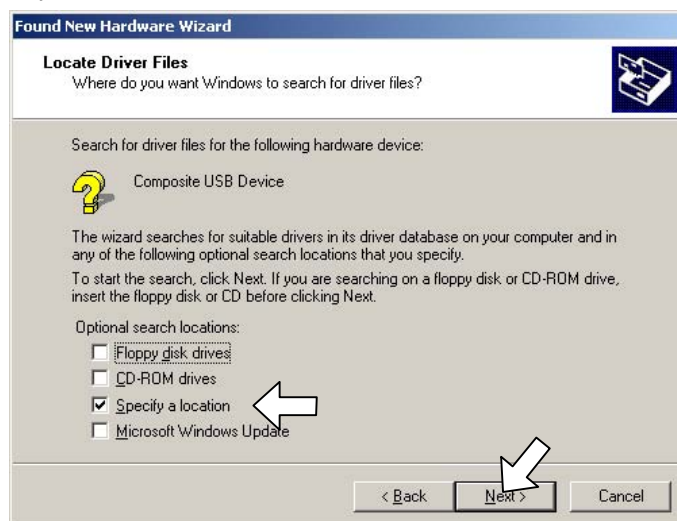 Found New Hardware Wizard
Locate Driver Files
Where do you want Windows to search for driver files?
Search for driver files for the following hardware device:
Composite USB Device
The wizard searches for suitable drivers in its driver database on your computer and in
any of the following optional search locations that you specify.
To start the search, click Next. If you are searching on a floppy disk or CD-ROM drive,
insert the floppy disk or CD before clicking Next.
Optional search locations:
Floppy disk drives
CD-ROM drives
Specify a location
Microsoft Windows Update
< Back Next > Cancel